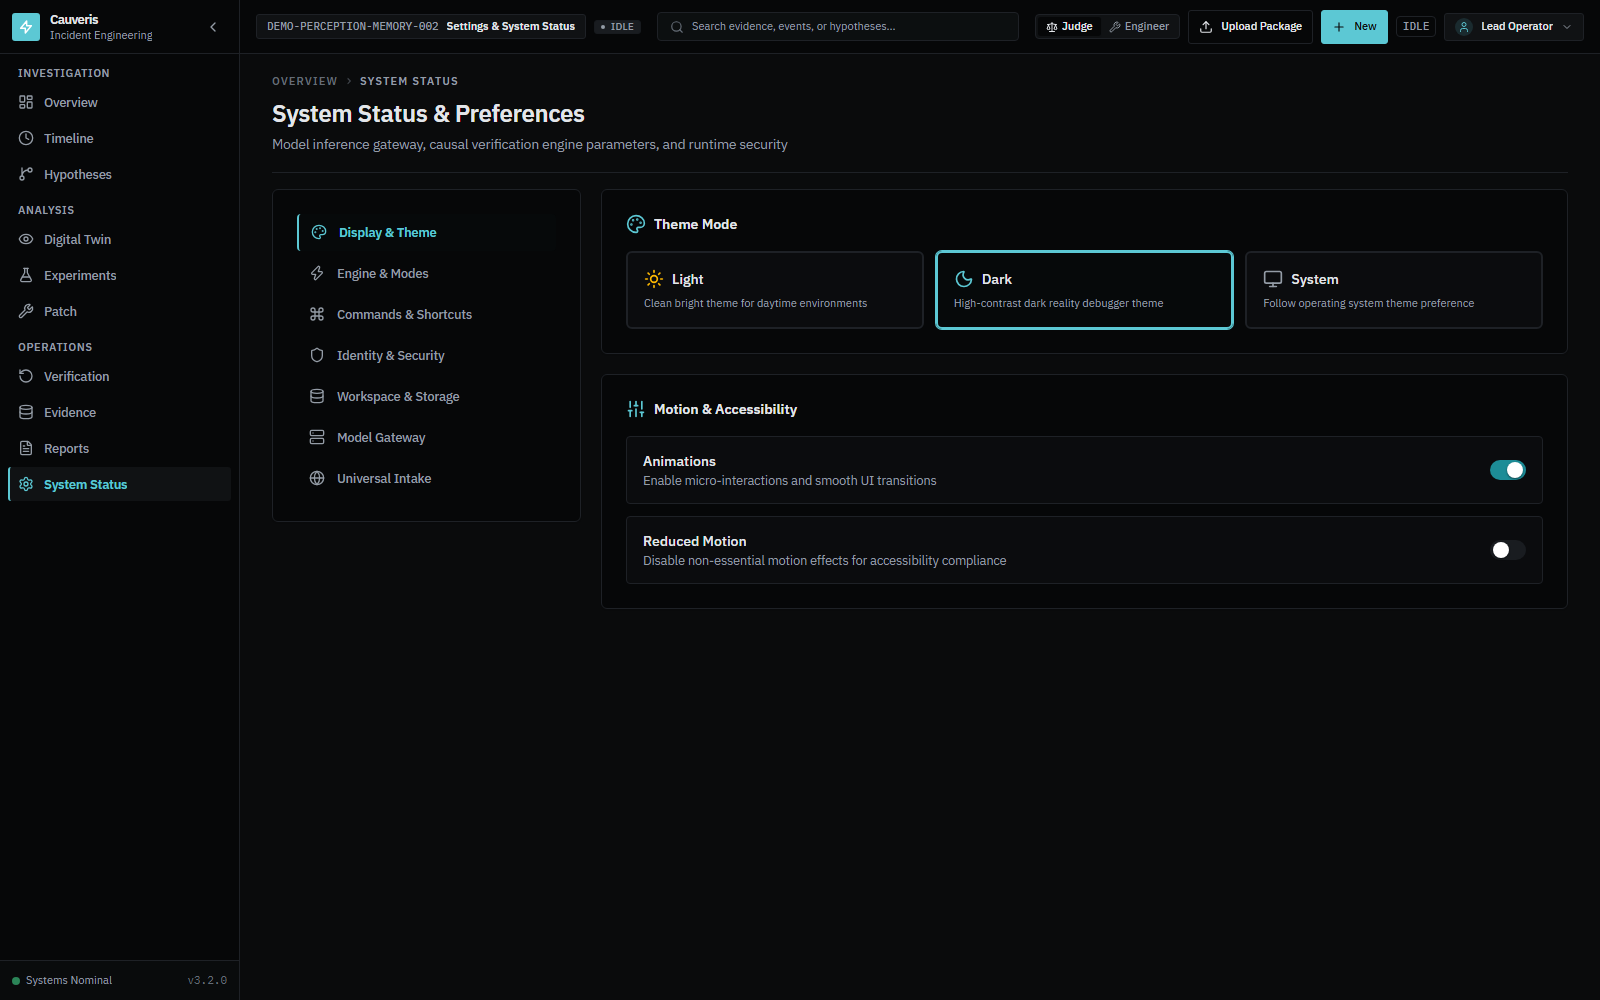 Cauveris
Incident Engineering
INVESTIGATION
Overview
Timeline
Hypotheses
ANALYSIS
Digital Twin
Experiments
Patch
OPERATIONS
Verification
Evidence
Reports
System Status
Systems Nominal v3.2.0
DEMO-PERCEPTION-MEMORY-002 Settings & System Status IDLE
Search evidence, events, or hypotheses...
Judge Engineer
Upload Package
New
IDLE
Lead Operator
OVERVIEW > SYSTEM STATUS
System Status & Preferences
Model inference gateway, causal verification engine parameters, and runtime security
Display & Theme
Engine & Modes
Commands & Shortcuts
Identity & Security
Workspace & Storage
Model Gateway
Universal Intake
Theme Mode
Light
Clean bright theme for daytime environments
Dark
High-contrast dark reality debugger theme
System
Follow operating system theme preference
Motion & Accessibility
Animations
Enable micro-interactions and smooth UI transitions
Reduced Motion
Disable non-essential motion effects for accessibility compliance